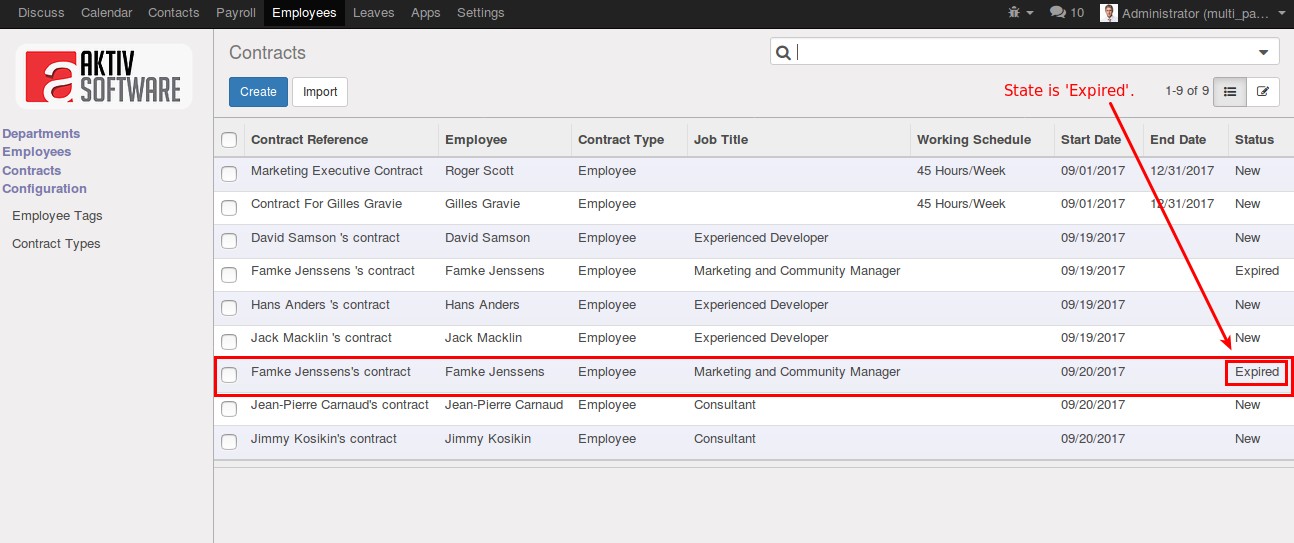 Discuss Calendar Contacts Payroll Employees Leaves Apps Settings 10 Administrator (multi_pa...
AKTIV
SOFTWARE
Departments
Employees
Contracts
Configuration
Employee Tags
Contract Types
Contracts
Create Import State is 'Expired'. 1-9 of 9
Contract Reference Employee Contract Type Job Title Working Schedule Start Date End Date Status
Marketing Executive Contract Roger Scott Employee 45 Hours/Week 09/01/2017 12/31/2017 New
Contract For Gilles Gravie Gilles Gravie Employee 45 Hours/Week 09/01/2017 12/31/2017 New
David Samson 's contract David Samson Employee Experienced Developer 09/19/2017 New
Famke Jenssens 's contract Famke Jenssens Employee Marketing and Community Manager 09/19/2017 Expired
Hans Anders 's contract Hans Anders Employee Experienced Developer 09/19/2017 New
Jack Macklin 's contract Jack Macklin Employee Experienced Developer 09/19/2017 New
Famke Jenssens's contract Famke Jenssens Employee Marketing and Community Manager 09/20/2017 Expired
Jean-Pierre Carnaud's contract Jean-Pierre Carnaud Employee Consultant 09/20/2017 New
Jimmy Kosikin's contract Jimmy Kosikin Employee Consultant 09/20/2017 New